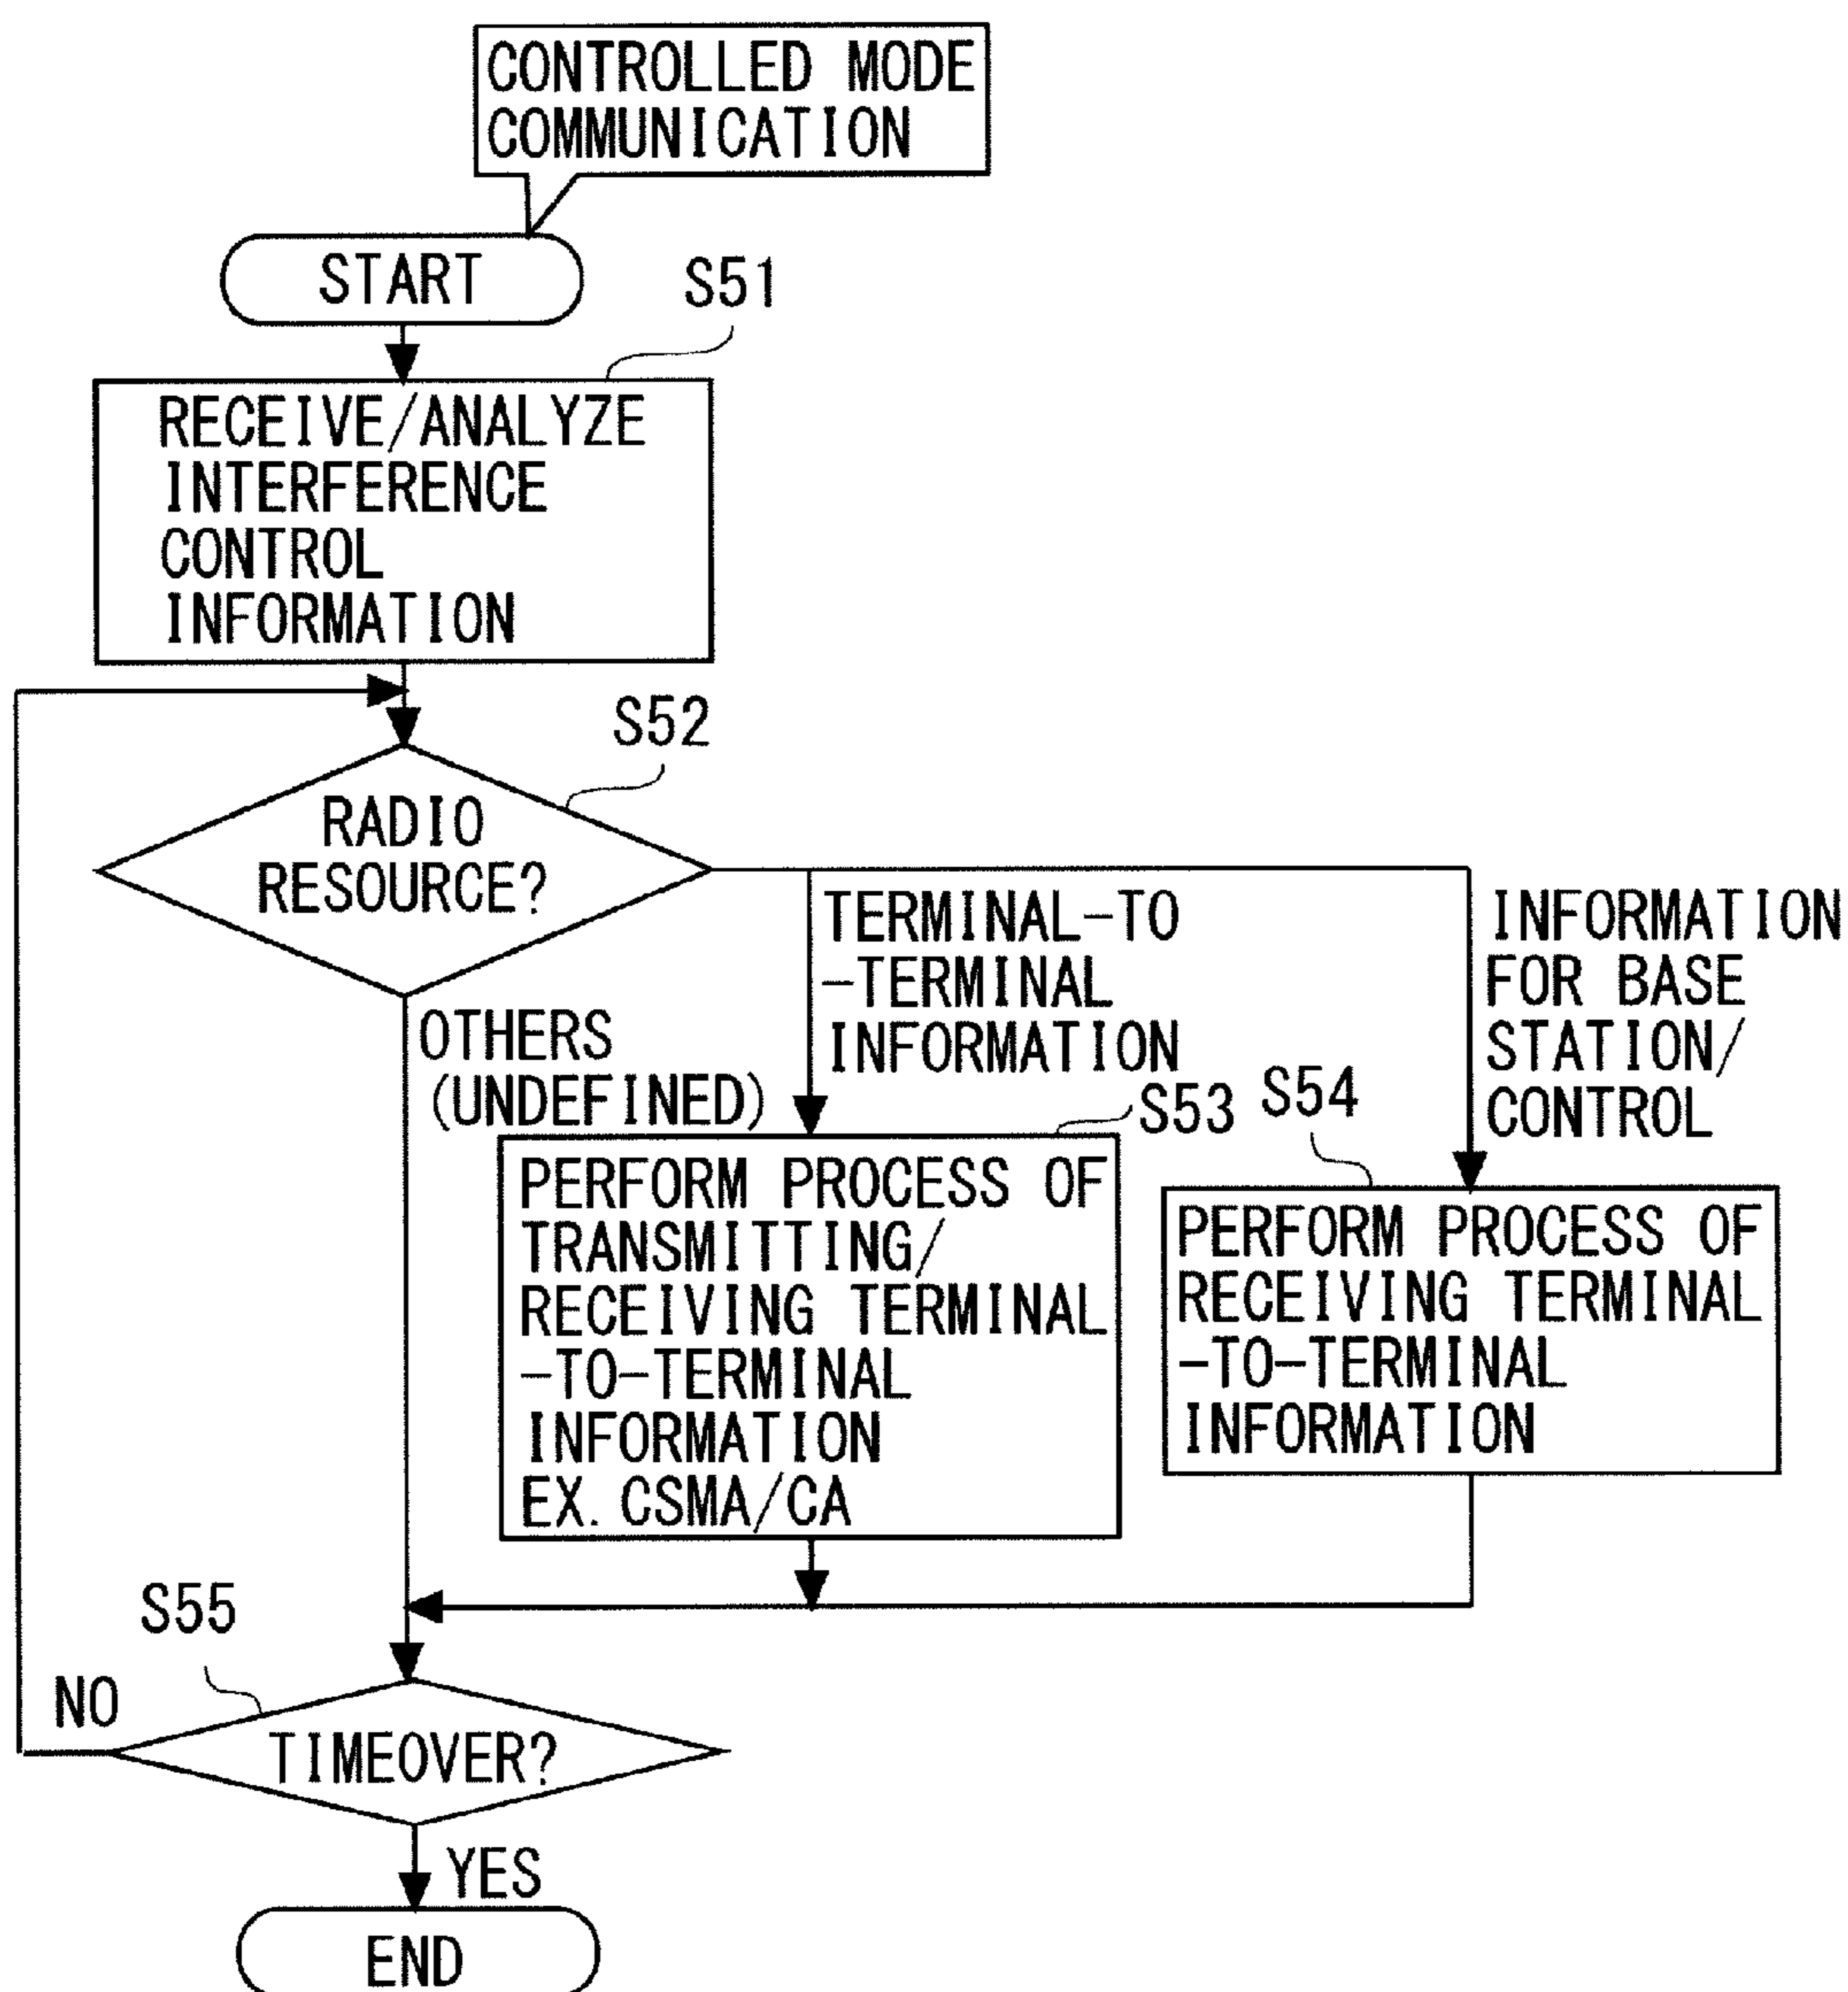 CONTROLLED MODE
COMMUNICATION
START
S51
RECEIVE/ANALYZE
INTERFERENCE
CONTROL
INFORMATION
S52
RADIO
RESOURCE?
TERMINAL-TO
-TERMINAL
INFORMATION
INFORMATION
FOR BASE
STATION/
CONTROL
OTHERS
(UNDEFINED)
S53
PERFORM PROCESS OF
TRANSMITTING/
RECEIVING TERMINAL
-TO-TERMINAL
INFORMATION
EX. CSMA/CA
S54
PERFORM PROCESS OF
RECEIVING TERMINAL
-TO-TERMINAL
INFORMATION
S55
NO
TIMEOVER?
YES
END